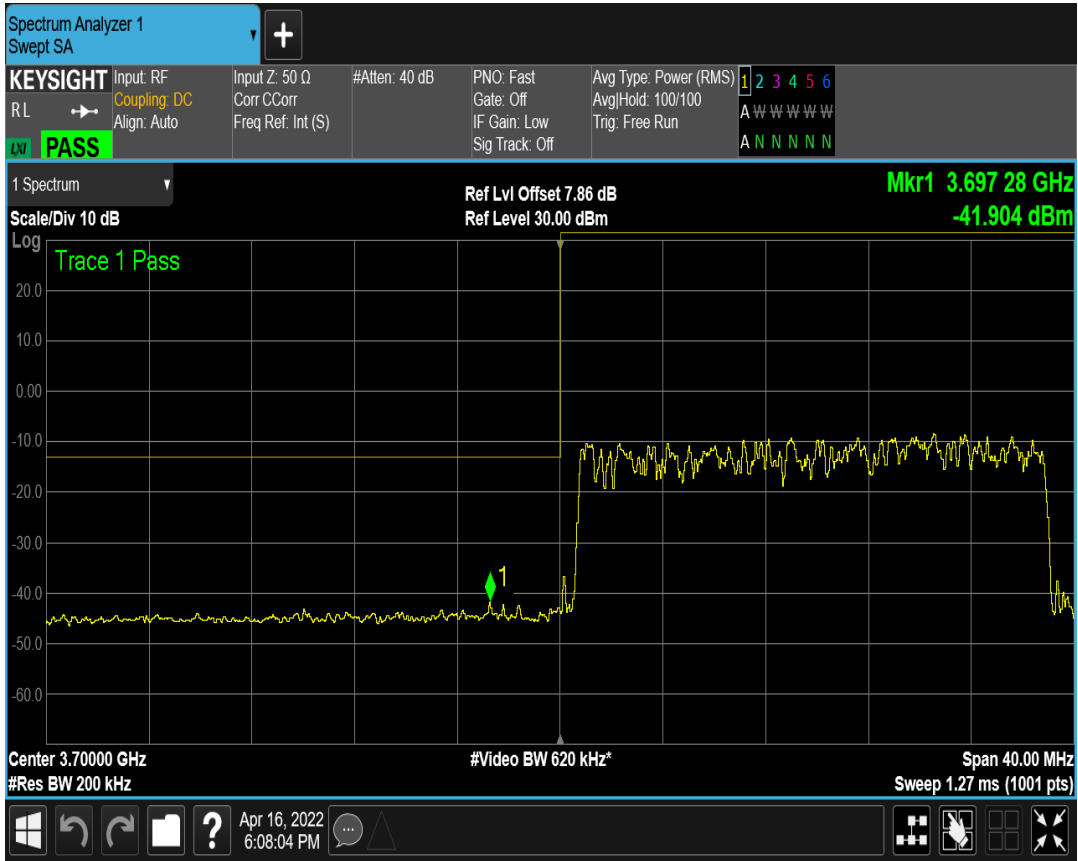 Spectrum Analyzer 1
Swept SA
KEYSIGHT
R L
LXI PASS
Input: RF
Coupling: DC
Align: Auto
Input Z: 50 Ω
Corr CCorr
Freq Ref: Int (S)
#Atten: 40 dB
PNO: Fast
Gate: Off
IF Gain: Low
Sig Track: Off
Avg Type: Power (RMS)
Avg|Hold: 100/100
Trig: Free Run
1 2 3 4 5 6
A W W W W W
A N N N N N
1 Spectrum
Scale/Div 10 dB
Ref Lvl Offset 7.86 dB
Ref Level 30.00 dBm
Mkr1 3.697 28 GHz
-41.904 dBm
Log
Trace 1 Pass
20.0
10.0
0.00
-10.0
-20.0
-30.0
-40.0
-50.0
-60.0
1
Center 3.70000 GHz
#Res BW 200 kHz
#Video BW 620 kHz*
Span 40.00 MHz
Sweep 1.27 ms (1001 pts)
?
Apr 16, 2022
6:08:04 PM